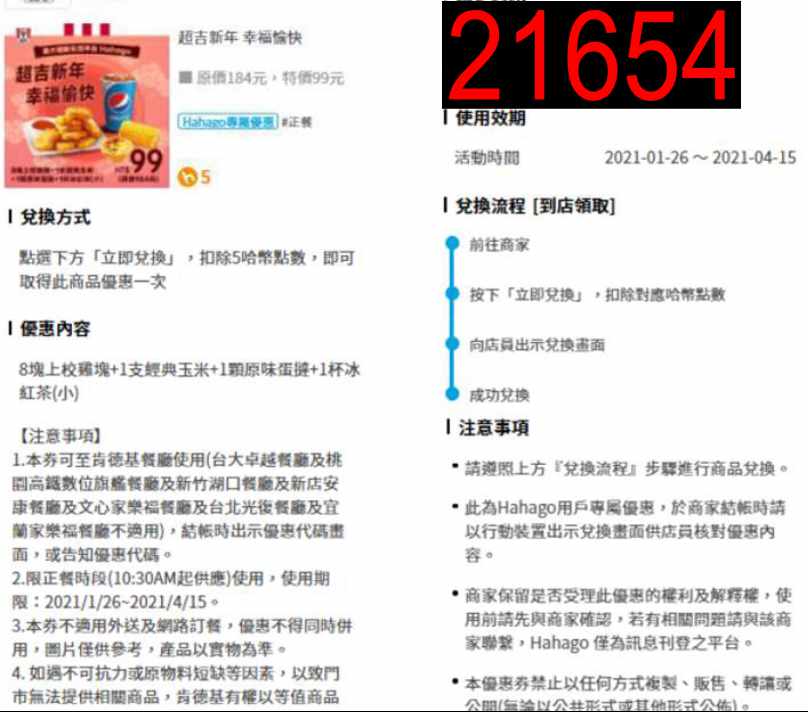 超吉新年 幸福愉快
■ 原價184元，特價99元
Hahago專屬優惠 #正餐
5
超吉新年
幸福愉快
NT$99
兌換方式
點選下方「立即兌換」，扣除5哈幣點數，即可
取得此商品優惠一次
優惠內容
8塊上校雞塊+1支經典玉米+1顆原味蛋撻+1杯冰
紅茶(小)
【注意事項】
1.本券可至肯德基餐廳使用(台大卓越餐廳及桃
園高鐵數位旗艦餐廳及新竹湖口餐廳及新店安
康餐廳及文心家樂福餐廳及台北光復餐廳及宜
蘭家樂福餐廳不適用)，結帳時出示優惠代碼畫
面，或告知優惠代碼。
2.限正餐時段(10:30AM起供應)使用，使用期
限：2021/1/26~2021/4/15。
3.本券不適用外送及網路訂餐，優惠不得同時併
用，圖片僅供參考，產品以實物為準。
4. 如遇不可抗力或原物料短缺等因素，以致門
市無法提供相關商品，肯德基有權以等值商品
21654
使用效期
活動時間 2021-01-26 ～ 2021-04-15
兌換流程 [到店領取]
前往商家
按下「立即兌換」，扣除對應哈幣點數
向店員出示兌換畫面
成功兌換
注意事項
▪ 請遵照上方『兌換流程』步驟進行商品兌換。
▪ 此為Hahago用戶專屬優惠，於商家結帳時請
以行動裝置出示兌換畫面供店員核對優惠內
容。
▪ 商家保留是否受理此優惠的權利及解釋權，使
用前請先與商家確認，若有相關問題請與該商
家聯繫，Hahago 僅為訊息刊登之平台。
▪ 本優惠券禁止以任何方式複製、販售、轉讓或
公開(無論以公共形式或其他形式公佈)。